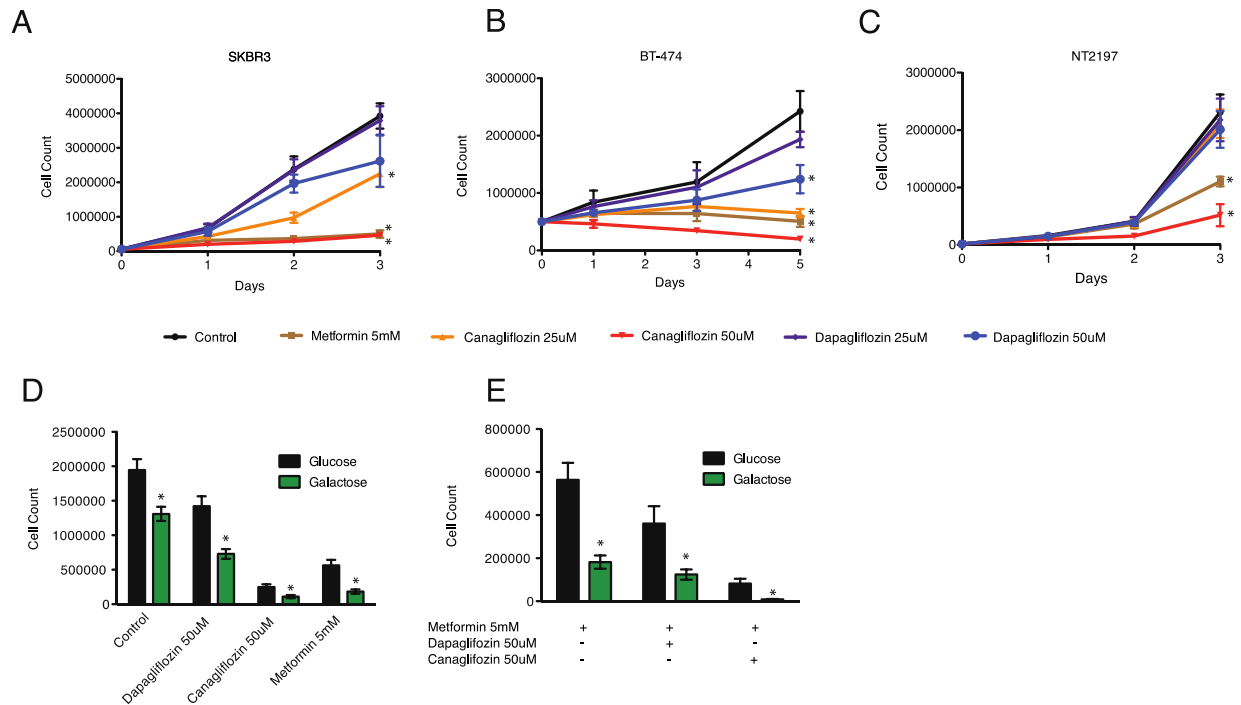 A
B
C
SKBR3
BT-474
NT2197
5000000
4000000
3000000
2000000
1000000
0
Cell Count
0
1
2
3
Days
*
*
*
3000000
2000000
1000000
0
Cell Count
0
1
2
3
4
5
Days
*
*
*
*
3000000
2000000
1000000
0
Cell Count
0
1
2
3
Days
*
*
Control
Metformin 5mM
Canagliflozin 25uM
Canagliflozin 50uM
Dapagliflozin 25uM
Dapagliflozin 50uM
D
E
2500000
2000000
1500000
1000000
500000
0
Cell Count
Glucose
Galactose
*
*
*
*
Control
Dapagliflozin 50uM
Canagliflozin 50uM
Metformin 5mM
800000
600000
400000
200000
0
Cell Count
Glucose
Galactose
*
*
*
Metformin 5mM + + +
Dapaglifozin 50uM - + -
Canaglifozin 50uM - - +